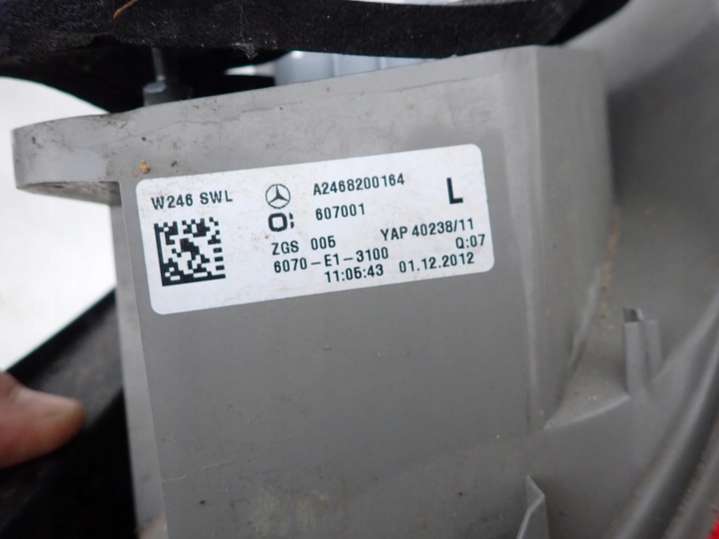 W246 SWL A2468200164 L
607001
ZGS 005 YAP 40238/11
6070-E1-3100 Q:07
11:05:43 01.12.2012